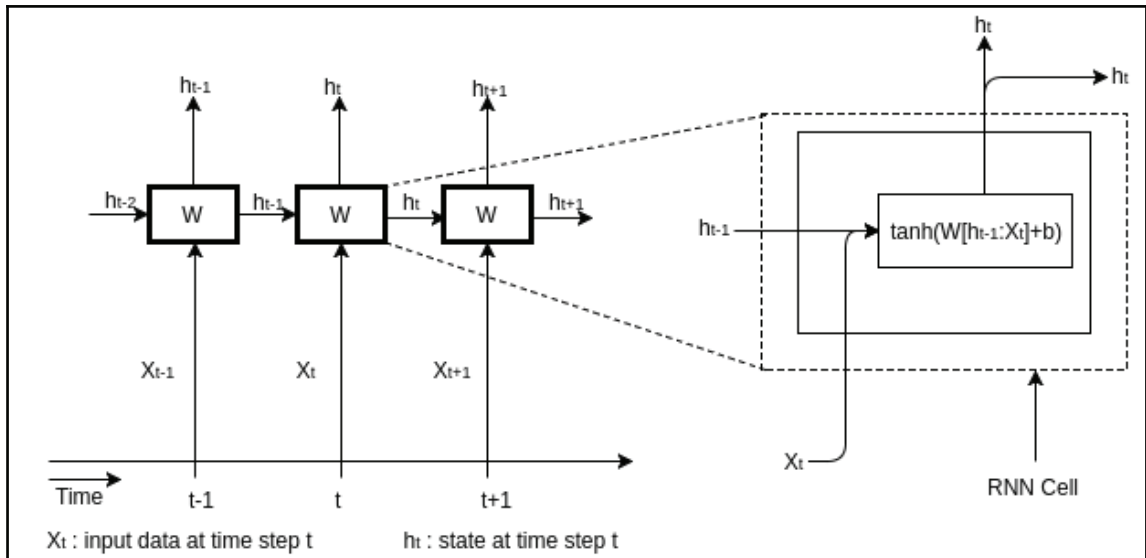 ht
ht
ht-1
ht
ht+1
ht-2
W
ht-1
W
ht
W
ht+1
ht-1
tanh(W[ht-1:Xt]+b)
Xt-1
Xt
Xt+1
Xt
Time
t-1
t
t+1
RNN Cell
Xt : input data at time step t
ht : state at time step t